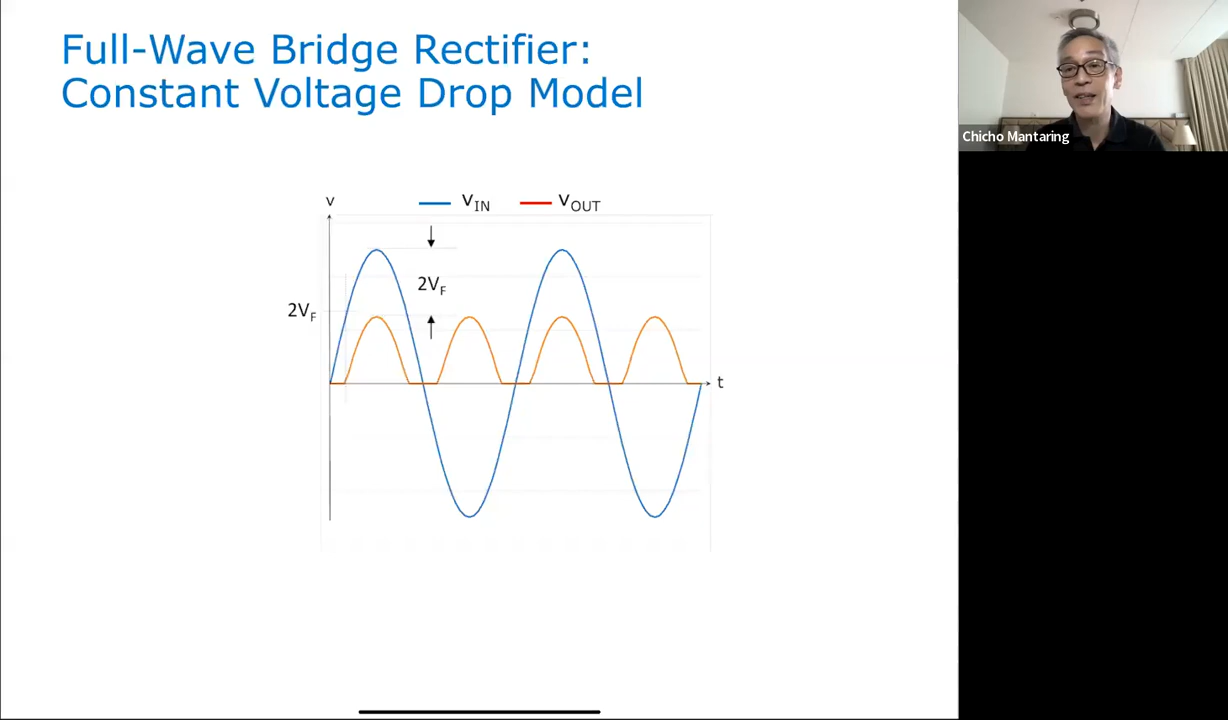 Full-Wave Bridge Rectifier:
Constant Voltage Drop Model
Chicho Mantaring
v
VIN
VOUT
2VF
2VF
t